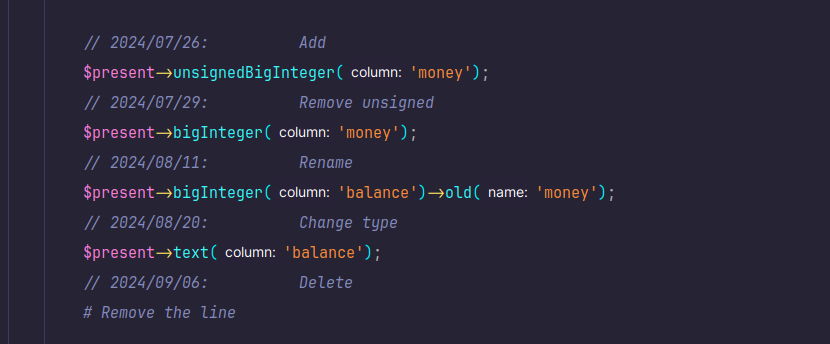 // 2024/07/26:          Add
$present->unsignedBigInteger( column: 'money');
// 2024/07/29:          Remove unsigned
$present->bigInteger( column: 'money');
// 2024/08/11:          Rename
$present->bigInteger( column: 'balance')->old( name: 'money');
// 2024/08/20:          Change type
$present->text( column: 'balance');
// 2024/09/06:          Delete
# Remove the line